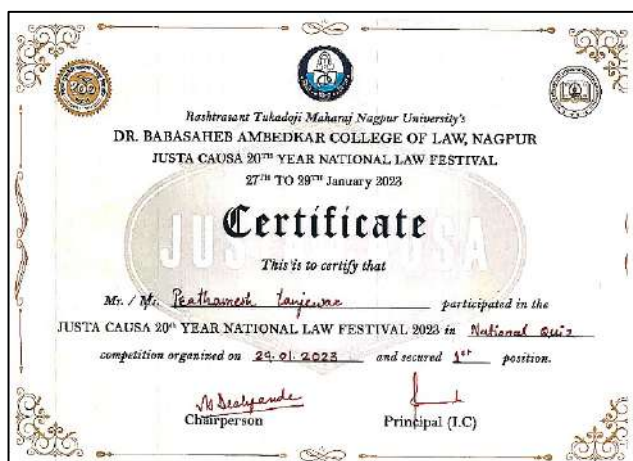 Rashtrasant Tukadoji Maharaj Nagpur University's
DR. BABASAHEB AMBEDKAR COLLEGE OF LAW, NAGPUR
JUSTA CAUSA 20TH YEAR NATIONAL LAW FESTIVAL
27TH TO 29TH January 2023
Certificate
This is to certify that
Mr. / Ms. Prathamesh Tanjewar participated in the
JUSTA CAUSA 20th YEAR NATIONAL LAW FESTIVAL 2023 in National Quiz
competition organized on 29.01.2023 and secured 1st position.
Chairperson Principal (I.C)